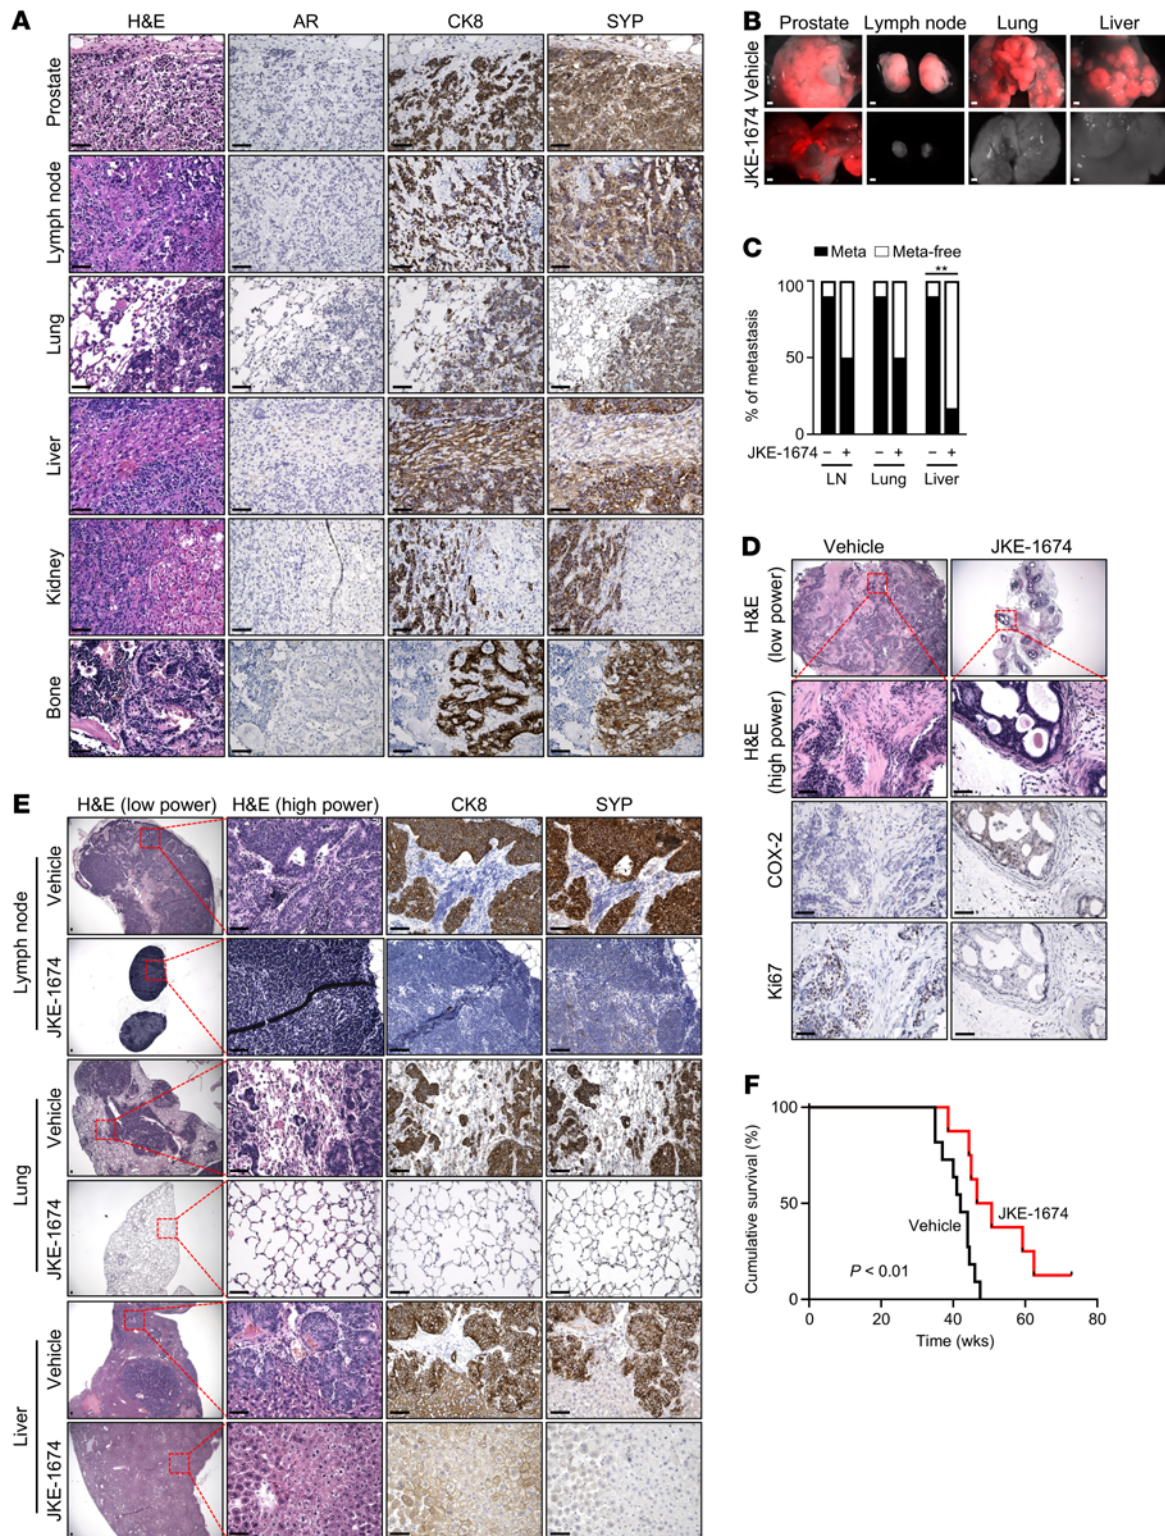 A
H&E AR CK8 SYP
Prostate
Lymph node
Lung
Liver
Kidney
Bone
B
Prostate Lymph node Lung Liver
Vehicle
JKE-1674
C
Meta Meta-free
**
% of metastasis
100
50
0
JKE-1674 − + − + − +
LN Lung Liver
D
Vehicle JKE-1674
H&E
(low power)
H&E
(high power)
COX-2
Ki67
E
H&E (low power) H&E (high power) CK8 SYP
Lymph node
Vehicle
JKE-1674
Lung
Vehicle
JKE-1674
Liver
Vehicle
JKE-1674
F
Cumulative survival (%)
100
50
0
Vehicle
JKE-1674
P < 0.01
0 20 40 60 80
Time (wks)